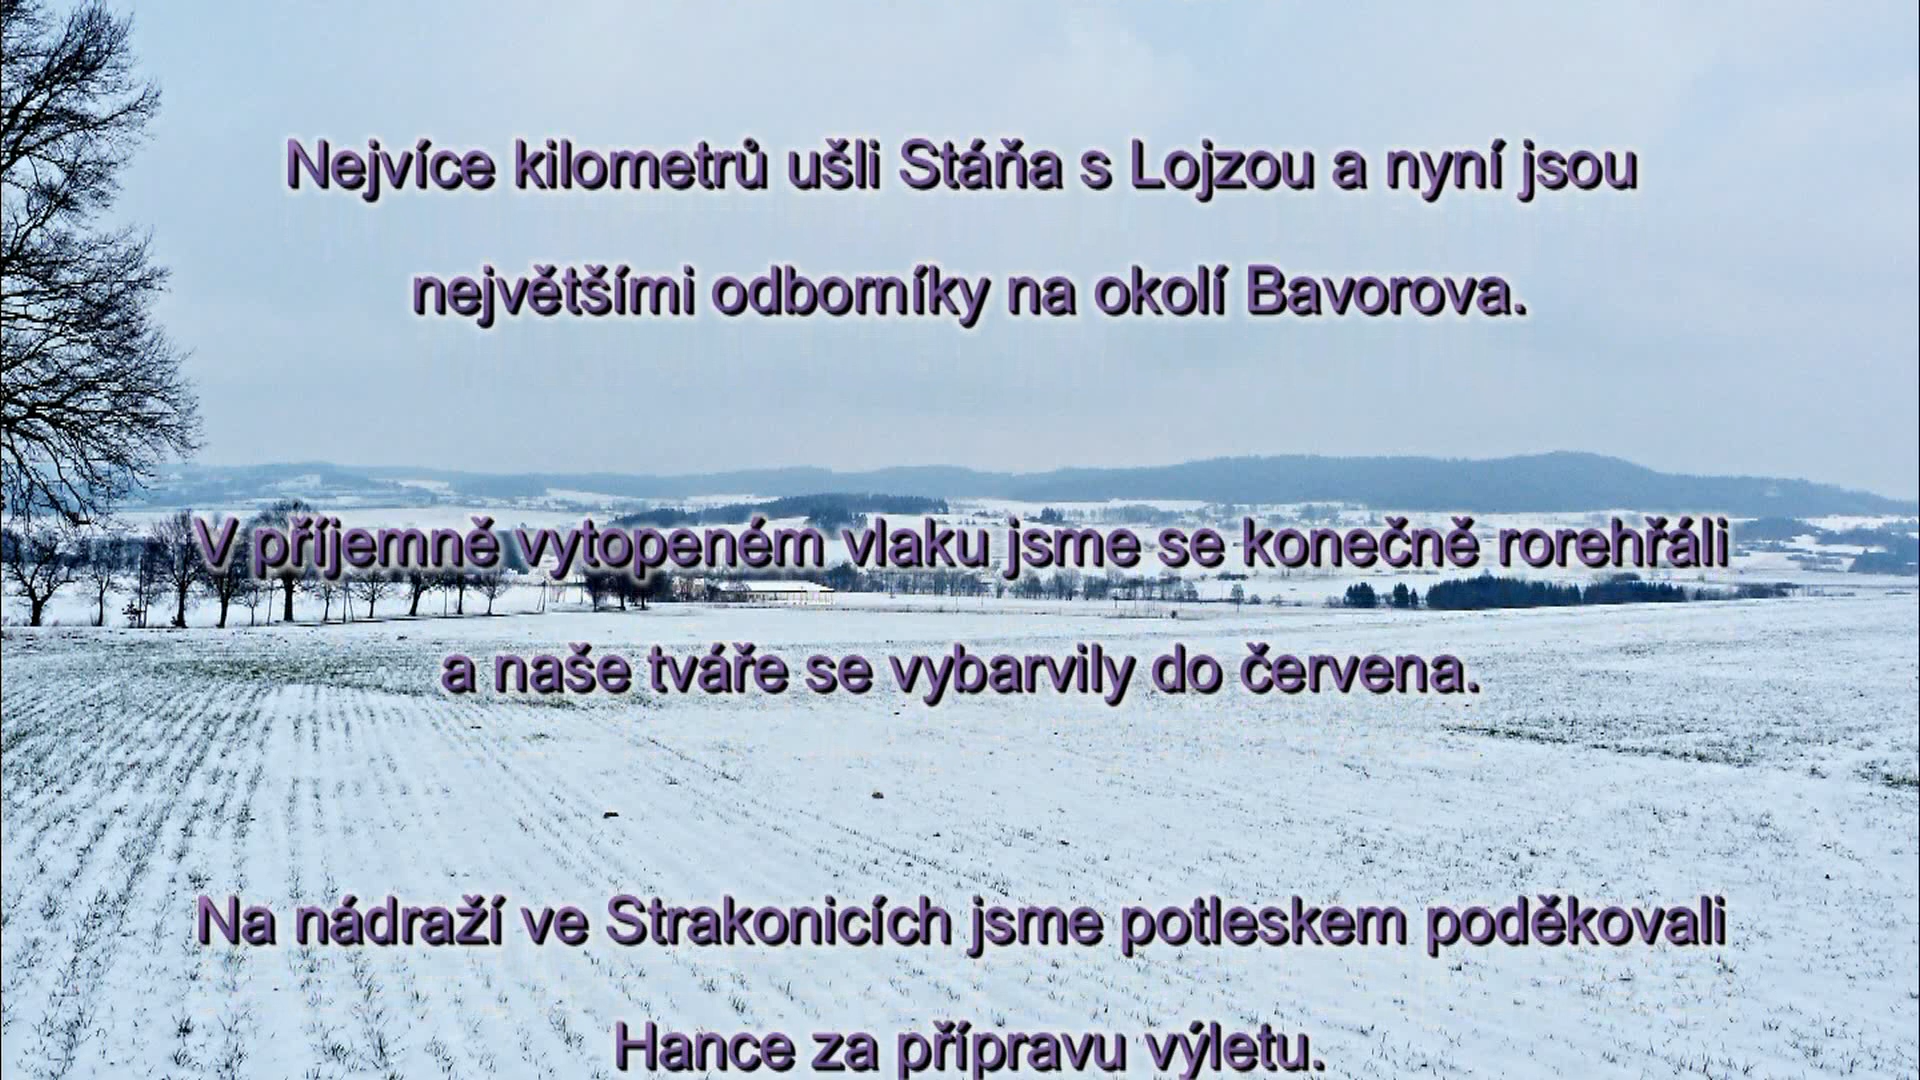 Nejvíce kilometrů ušli Stáňa s Lojzou a nyní jsou
největšími odborníky na okolí Bavorova.
V příjemně vytopeném vlaku jsme se konečně rorehřáli
a naše tváře se vybarvily do červena.
Na nádraží ve Strakonicích jsme potleskem poděkovali
Hance za přípravu výletu.